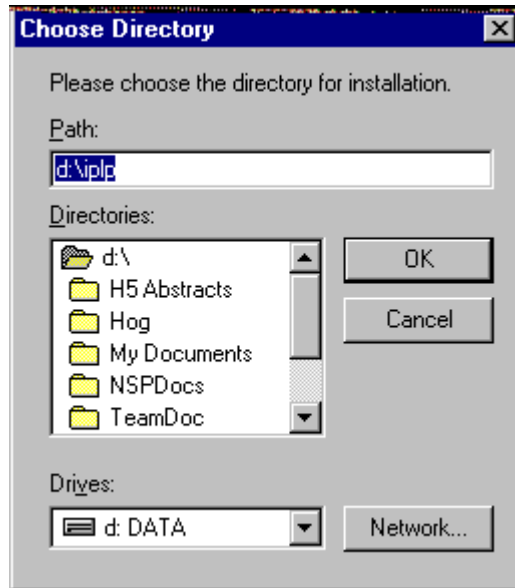 Choose Directory
Please choose the directory for installation.
Path:
d:\iplp
Directories:
d:\
OK
H5 Abstracts
Hog
Cancel
My Documents
NSPDocs
TeamDoc
Drives:
d: DATA
Network...